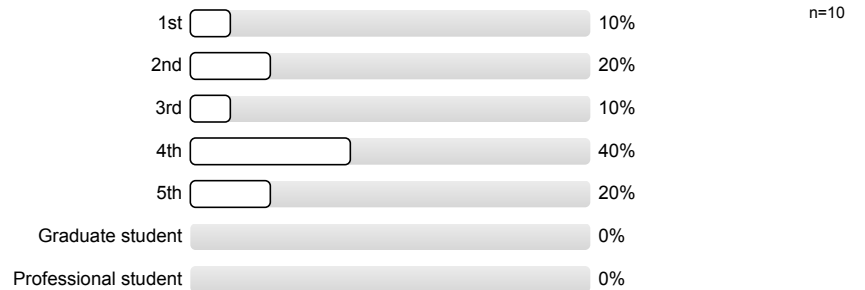 1st 10% n=10
2nd 20%
3rd 10%
4th 40%
5th 20%
Graduate student 0%
Professional student 0%